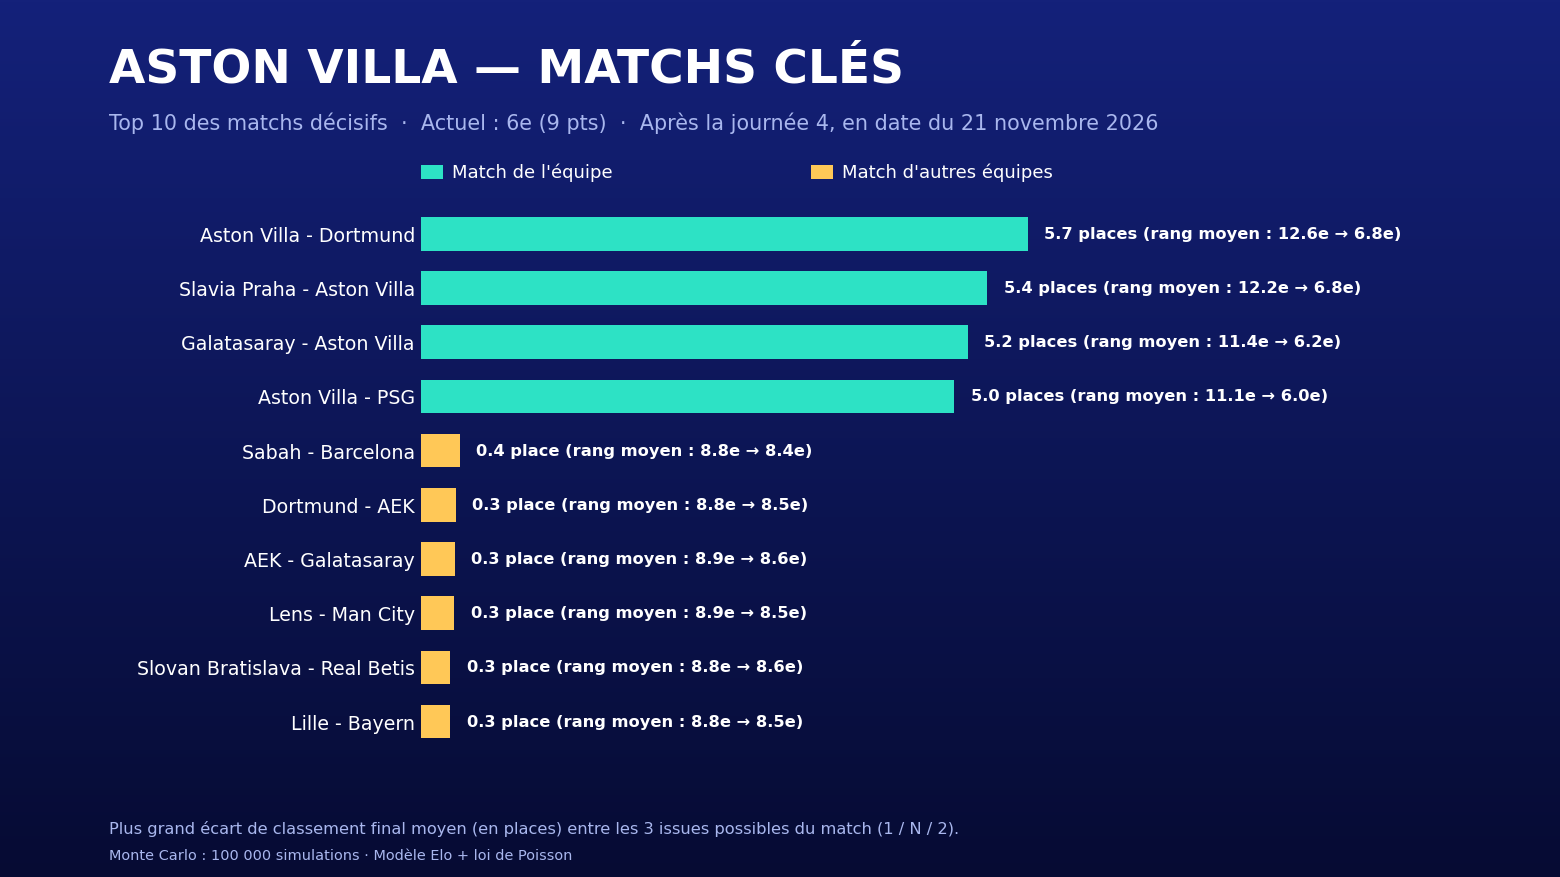 ASTON VILLA — MATCHS CLÉS
Top 10 des matchs décisifs · Actuel : 6e (9 pts) · Après la journée 4, en date du 21 novembre 2026
Match de l'équipe Match d'autres équipes
Aston Villa - Dortmund 5.7 places (rang moyen : 12.6e → 6.8e)
Slavia Praha - Aston Villa 5.4 places (rang moyen : 12.2e → 6.8e)
Galatasaray - Aston Villa 5.2 places (rang moyen : 11.4e → 6.2e)
Aston Villa - PSG 5.0 places (rang moyen : 11.1e → 6.0e)
Sabah - Barcelona 0.4 place (rang moyen : 8.8e → 8.4e)
Dortmund - AEK 0.3 place (rang moyen : 8.8e → 8.5e)
AEK - Galatasaray 0.3 place (rang moyen : 8.9e → 8.6e)
Lens - Man City 0.3 place (rang moyen : 8.9e → 8.5e)
Slovan Bratislava - Real Betis 0.3 place (rang moyen : 8.8e → 8.6e)
Lille - Bayern 0.3 place (rang moyen : 8.8e → 8.5e)
Plus grand écart de classement final moyen (en places) entre les 3 issues possibles du match (1 / N / 2).
Monte Carlo : 100 000 simulations · Modèle Elo + loi de Poisson